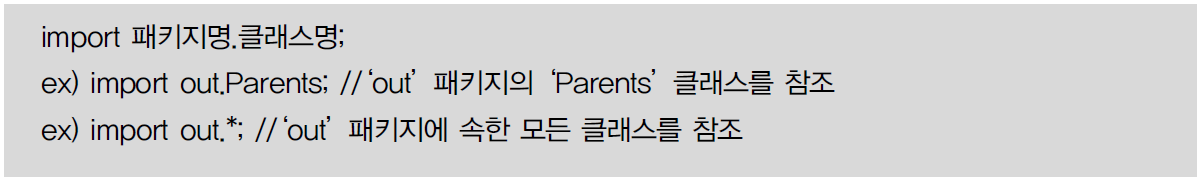 import 패키지명.클래스명;
ex) import out.Parents; //‘out’ 패키지의 ‘Parents’ 클래스를 참조
ex) import out.*; //‘out’ 패키지에 속한 모든 클래스를 참조